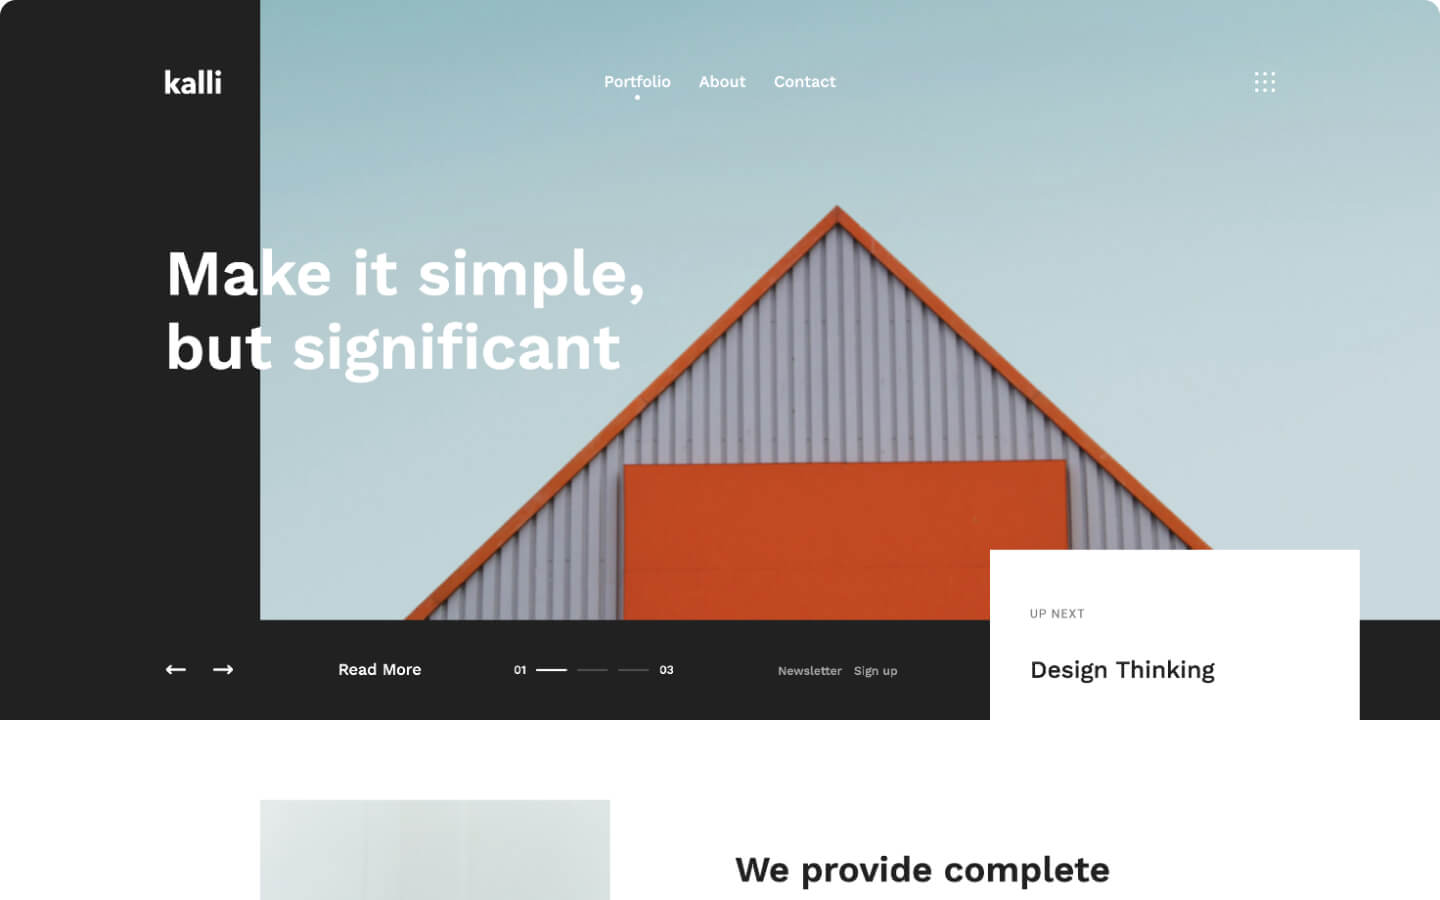 kalli
Portfolio About Contact
Make it simple,
but significant
Read More
01 03
Newsletter Sign up
UP NEXT
Design Thinking
We provide complete